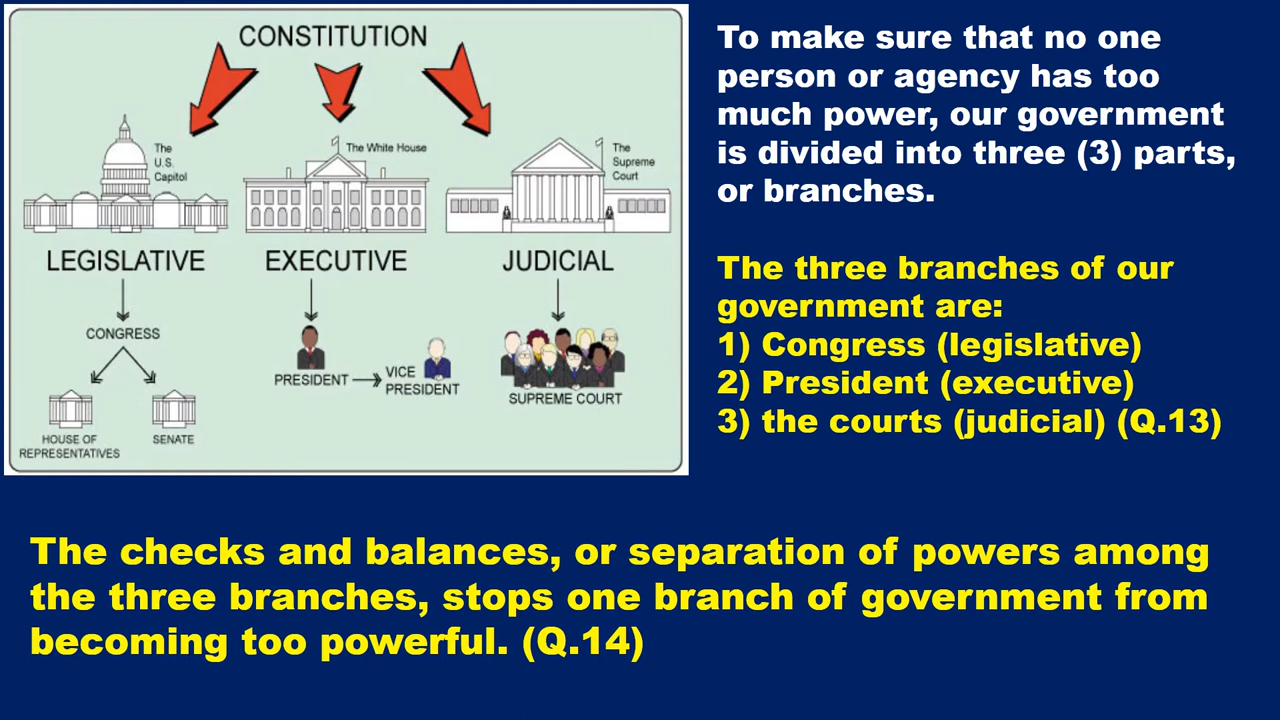 CONSTITUTION
The
U.S.
Capitol
The White House
The
Supreme
Court
LEGISLATIVE
EXECUTIVE
JUDICIAL
CONGRESS
PRESIDENT
VICE
PRESIDENT
SUPREME COURT
HOUSE OF
REPRESENTATIVES
SENATE
To make sure that no one
person or agency has too
much power, our government
is divided into three (3) parts,
or branches.
The three branches of our
government are:
1) Congress (legislative)
2) President (executive)
3) the courts (judicial) (Q.13)
The checks and balances, or separation of powers among
the three branches, stops one branch of government from
becoming too powerful. (Q.14)